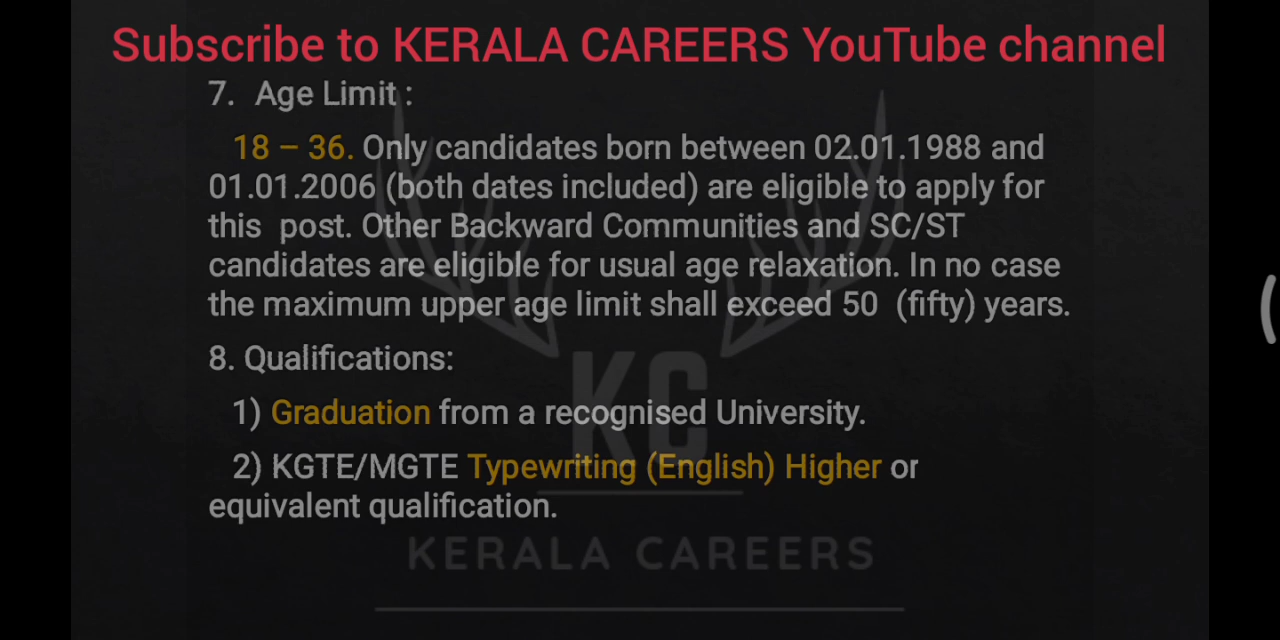 Subscribe to KERALA CAREERS YouTube channel
7. Age Limit :
18 – 36. Only candidates born between 02.01.1988 and
01.01.2006 (both dates included) are eligible to apply for
this post. Other Backward Communities and SC/ST
candidates are eligible for usual age relaxation. In no case
the maximum upper age limit shall exceed 50 (fifty) years.
8. Qualifications:
1) Graduation from a recognised University.
2) KGTE/MGTE Typewriting (English) Higher or
equivalent qualification.
KC
KERALA CAREERS